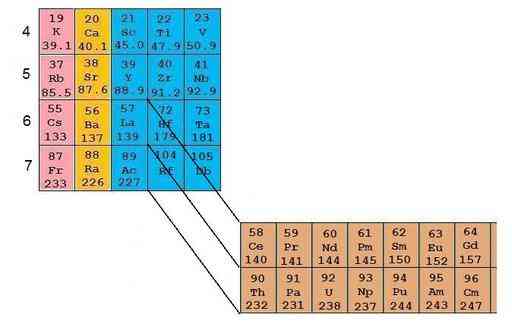 19 20 21 22 23
4 K Ca Sc Ti V
39.1 40.1 45.0 47.9 50.9
37 38 39 40 41
5 Rb Sr Y Zr Nb
85.5 87.6 88.9 91.2 92.9
55 56 57 72 73
6 Cs Ba La Hf Ta
133 137 139 179 181
87 88 89 104 105
7 Fr Ra Ac Rf Db
233 226 227
58 59 60 61 62 63 64
Ce Pr Nd Pm Sm Eu Gd
140 141 144 145 150 152 157
90 91 92 93 94 95 96
Th Pa U Np Pu Am Cm
232 231 238 237 244 243 247